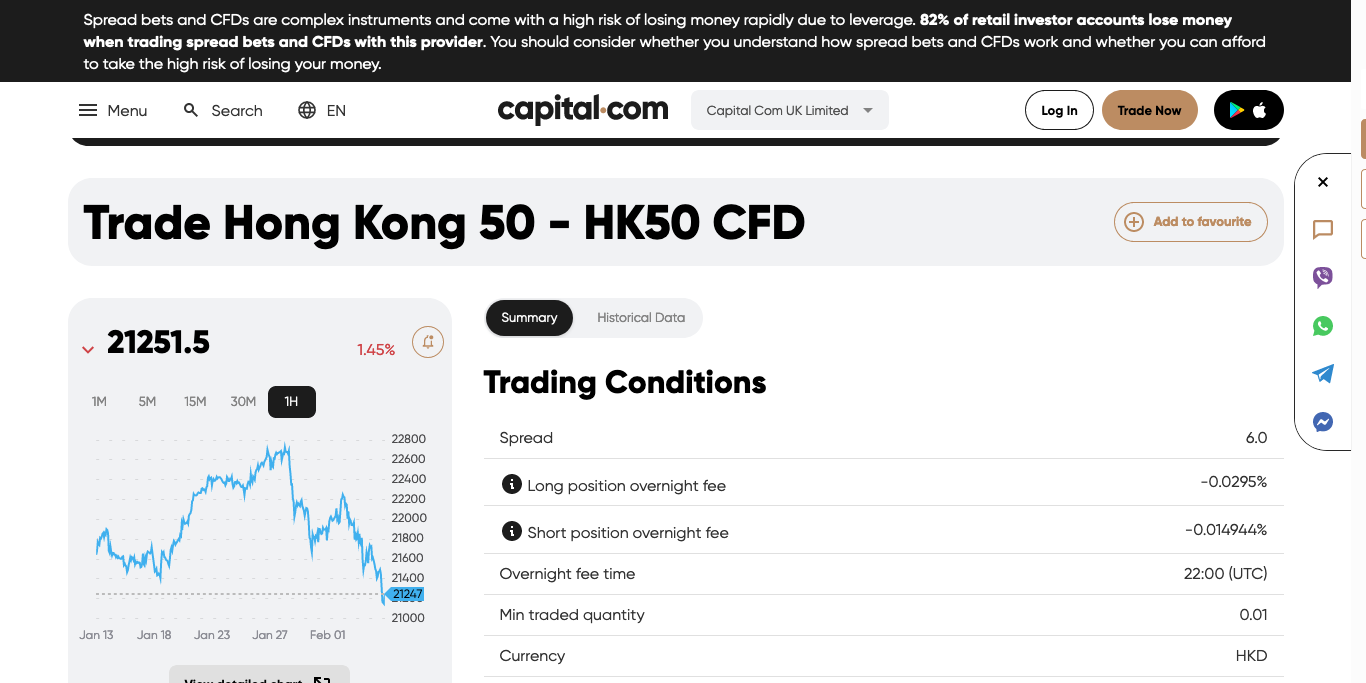 Spread bets and CFDs are complex instruments and come with a high risk of losing money rapidly due to leverage. 82% of retail investor accounts lose money
when trading spread bets and CFDs with this provider. You should consider whether you understand how spread bets and CFDs work and whether you can afford
to take the high risk of losing your money.
Menu
Search
EN
capital.com
Capital Com UK Limited
Log In
Trade Now
Trade Hong Kong 50 - HK50 CFD
Add to favourite
21251.5
1.45%
1M 5M 15M 30M 1H
22800
22600
22400
22200
22000
21800
21600
21400
21247
21000
Jan 13 Jan 18 Jan 23 Jan 27 Feb 01
View detailed chart
Summary
Historical Data
Trading Conditions
Spread 6.0
Long position overnight fee -0.0295%
Short position overnight fee -0.014944%
Overnight fee time 22:00 (UTC)
Min traded quantity 0.01
Currency HKD